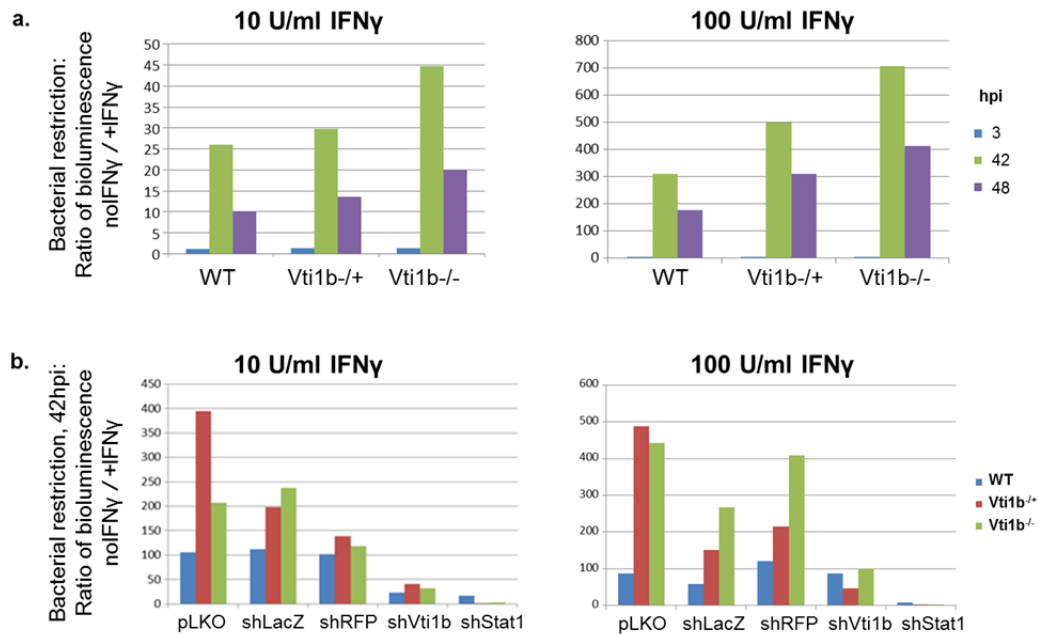 a.
10 U/ml IFNγ
Bacterial restriction:
Ratio of bioluminescence
noIFNγ / +IFNγ
50
45
40
35
30
25
20
15
10
5
0
WT Vti1b-/+ Vti1b-/-
100 U/ml IFNγ
800
700
600
500
400
300
200
100
0
WT Vti1b-/+ Vti1b-/-
hpi
3
42
48
b.
10 U/ml IFNγ
Bacterial restriction, 42hpi:
Ratio of bioluminescence
noIFNγ / +IFNγ
450
400
350
300
250
200
150
100
50
0
pLKO shLacZ shRFP shVti1b shStat1
100 U/ml IFNγ
600
500
400
300
200
100
0
pLKO shLacZ shRFP shVti1b shStat1
WT
Vti1b-/+
Vti1b-/-